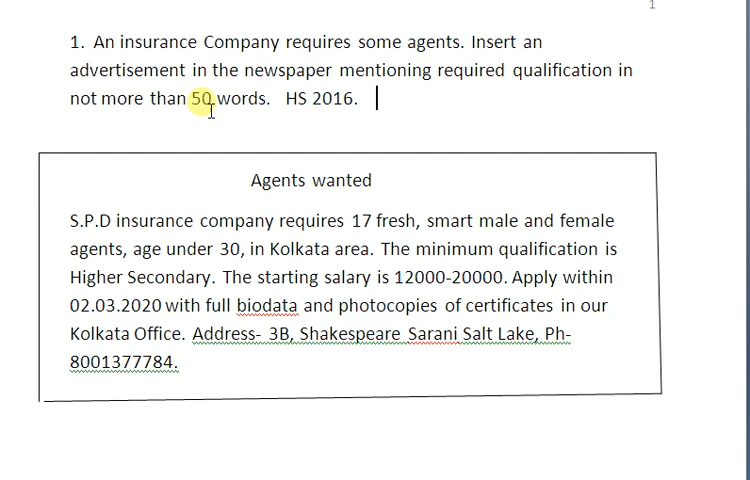 1
1. An insurance Company requires some agents. Insert an
advertisement in the newspaper mentioning required qualification in
not more than 50 words. HS 2016.
Agents wanted
S.P.D insurance company requires 17 fresh, smart male and female
agents, age under 30, in Kolkata area. The minimum qualification is
Higher Secondary. The starting salary is 12000-20000. Apply within
02.03.2020 with full biodata and photocopies of certificates in our
Kolkata Office. Address- 3B, Shakespeare Sarani Salt Lake, Ph-
8001377784.